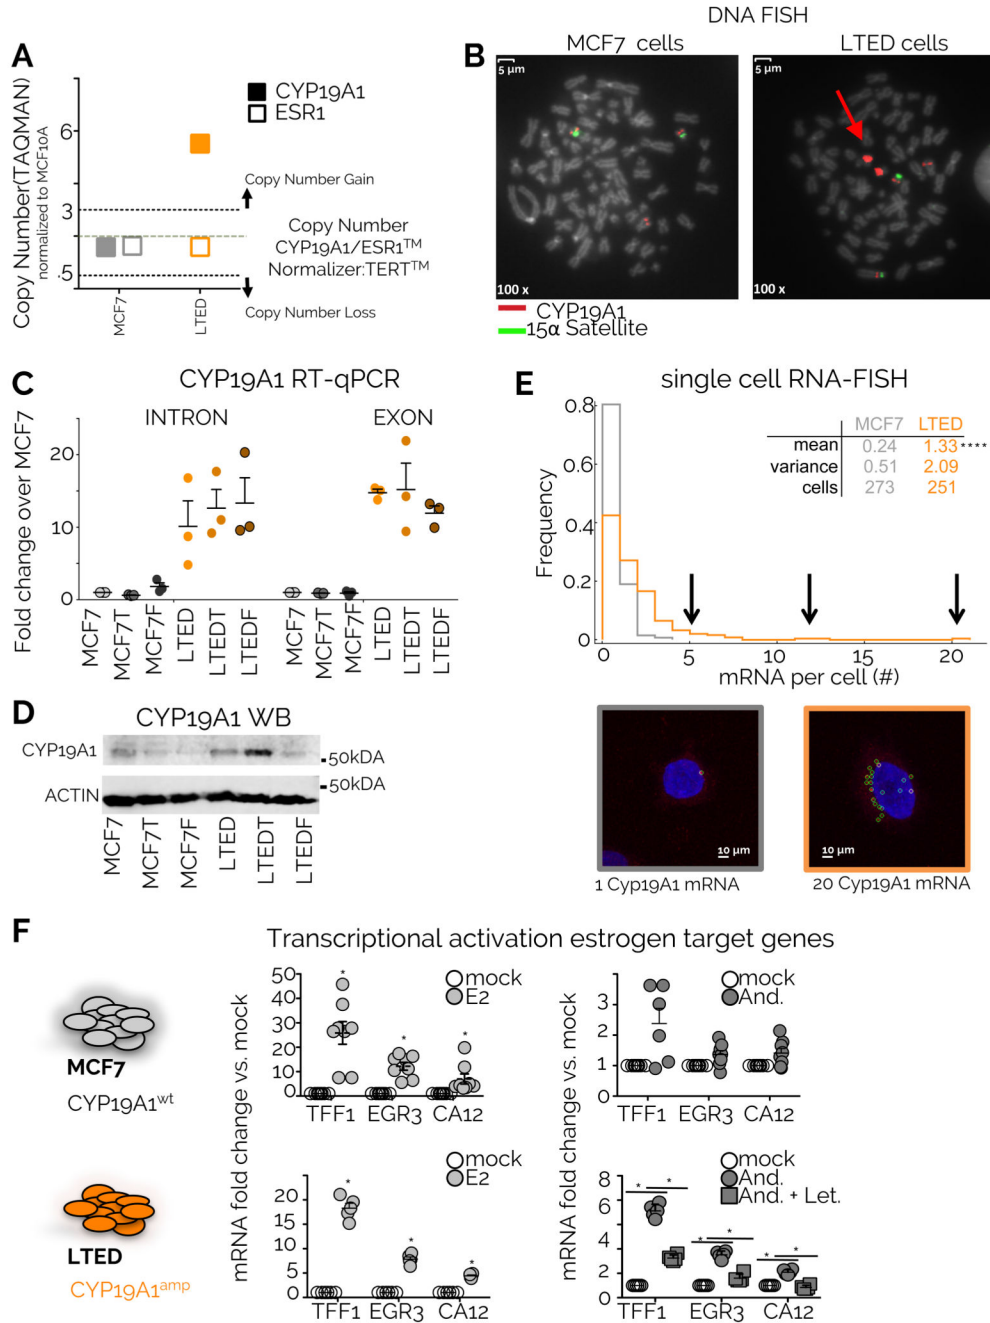 A
Copy Number(TAQMAN)
normalized to MCF10A
6
3
.5
CYP19A1
ESR1
Copy Number Gain
Copy Number
CYP19A1/ESR1™
Normalizer:TERT™
Copy Number Loss
MCF7
LTED
B
DNA FISH
MCF7 cells
LTED cells
5 µm
5 µm
100 x
100 x
CYP19A1
15α Satellite
C
CYP19A1 RT-qPCR
INTRON
EXON
Fold change over MCF7
20
10
0
MCF7
MCF7T
MCF7F
LTED
LTEDT
LTEDF
MCF7
MCF7T
MCF7F
LTED
LTEDT
LTEDF
D
CYP19A1 WB
CYP19A1
50kDA
50kDA
ACTIN
MCF7
MCF7T
MCF7F
LTED
LTEDT
LTEDF
E
single cell RNA-FISH
Frequency
0.8
0.6
0.4
0.2
0
0
5
10
15
20
mRNA per cell (#)
MCF7 LTED
mean 0.24 1.33 ****
variance 0.51 2.09
cells 273 251
10 µm
10 µm
1 Cyp19A1 mRNA
20 Cyp19A1 mRNA
F
Transcriptional activation estrogen target genes
MCF7
CYP19A1wt
LTED
CYP19A1amp
mRNA fold change vs. mock
50
40
30
20
10
0
* * *
mock
E2
TFF1 EGR3 CA12
mRNA fold change vs. mock
3
2
1
0
mock
And.
TFF1 EGR3 CA12
20
15
10
5
0
* * *
mock
E2
TFF1 EGR3 CA12
8
6
4
2
0
* * * * * *
mock
And.
And. + Let.
TFF1 EGR3 CA12